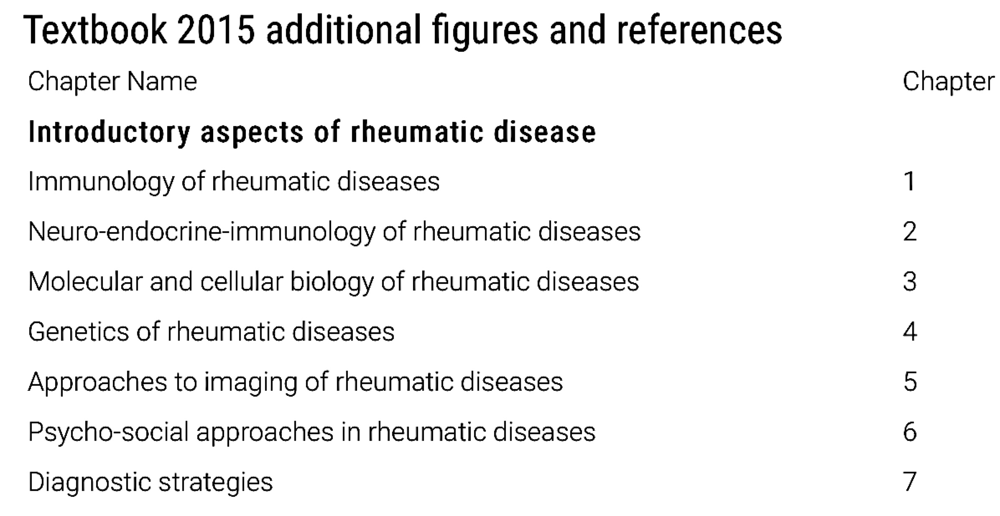 Textbook 2015 additional figures and references
Chapter Name Chapter
Introductory aspects of rheumatic disease
Immunology of rheumatic diseases 1
Neuro-endocrine-immunology of rheumatic diseases 2
Molecular and cellular biology of rheumatic diseases 3
Genetics of rheumatic diseases 4
Approaches to imaging of rheumatic diseases 5
Psycho-social approaches in rheumatic diseases 6
Diagnostic strategies 7